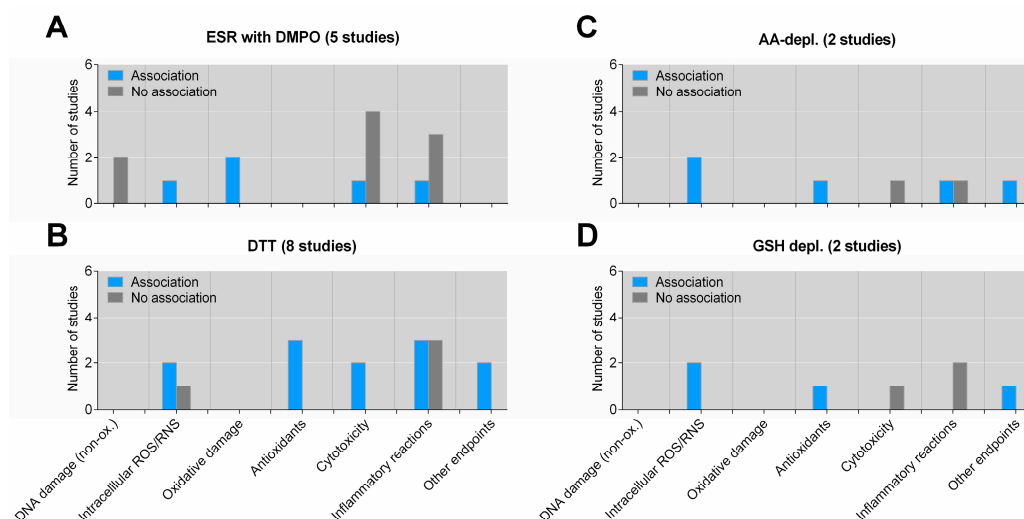 A
ESR with DMPO (5 studies)
Number of studies
6
4
2
0
Association
No association
C
AA-depl. (2 studies)
Number of studies
6
4
2
0
Association
No association
B
DTT (8 studies)
Number of studies
6
4
2
0
Association
No association
DNA damage (non-ox.)
Intracellular ROS/RNS
Oxidative damage
Antioxidants
Cytotoxicity
Inflammatory reactions
Other endpoints
D
GSH depl. (2 studies)
Number of studies
6
4
2
0
Association
No association
DNA damage (non-ox.)
Intracellular ROS/RNS
Oxidative damage
Antioxidants
Cytotoxicity
Inflammatory reactions
Other endpoints